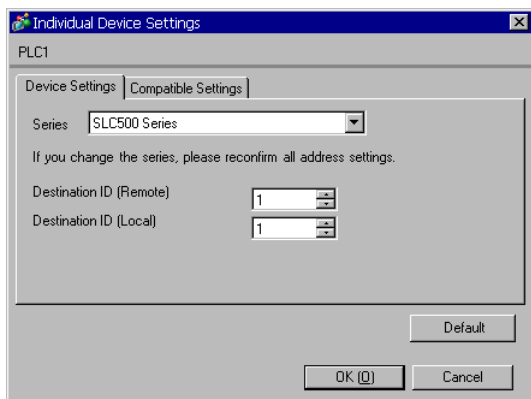 Individual Device Settings
PLC1
Device Settings Compatible Settings
Series SLC500 Series
If you change the series, please reconfirm all address settings.
Destination ID (Remote) 1
Destination ID (Local) 1
Default
OK (O) Cancel